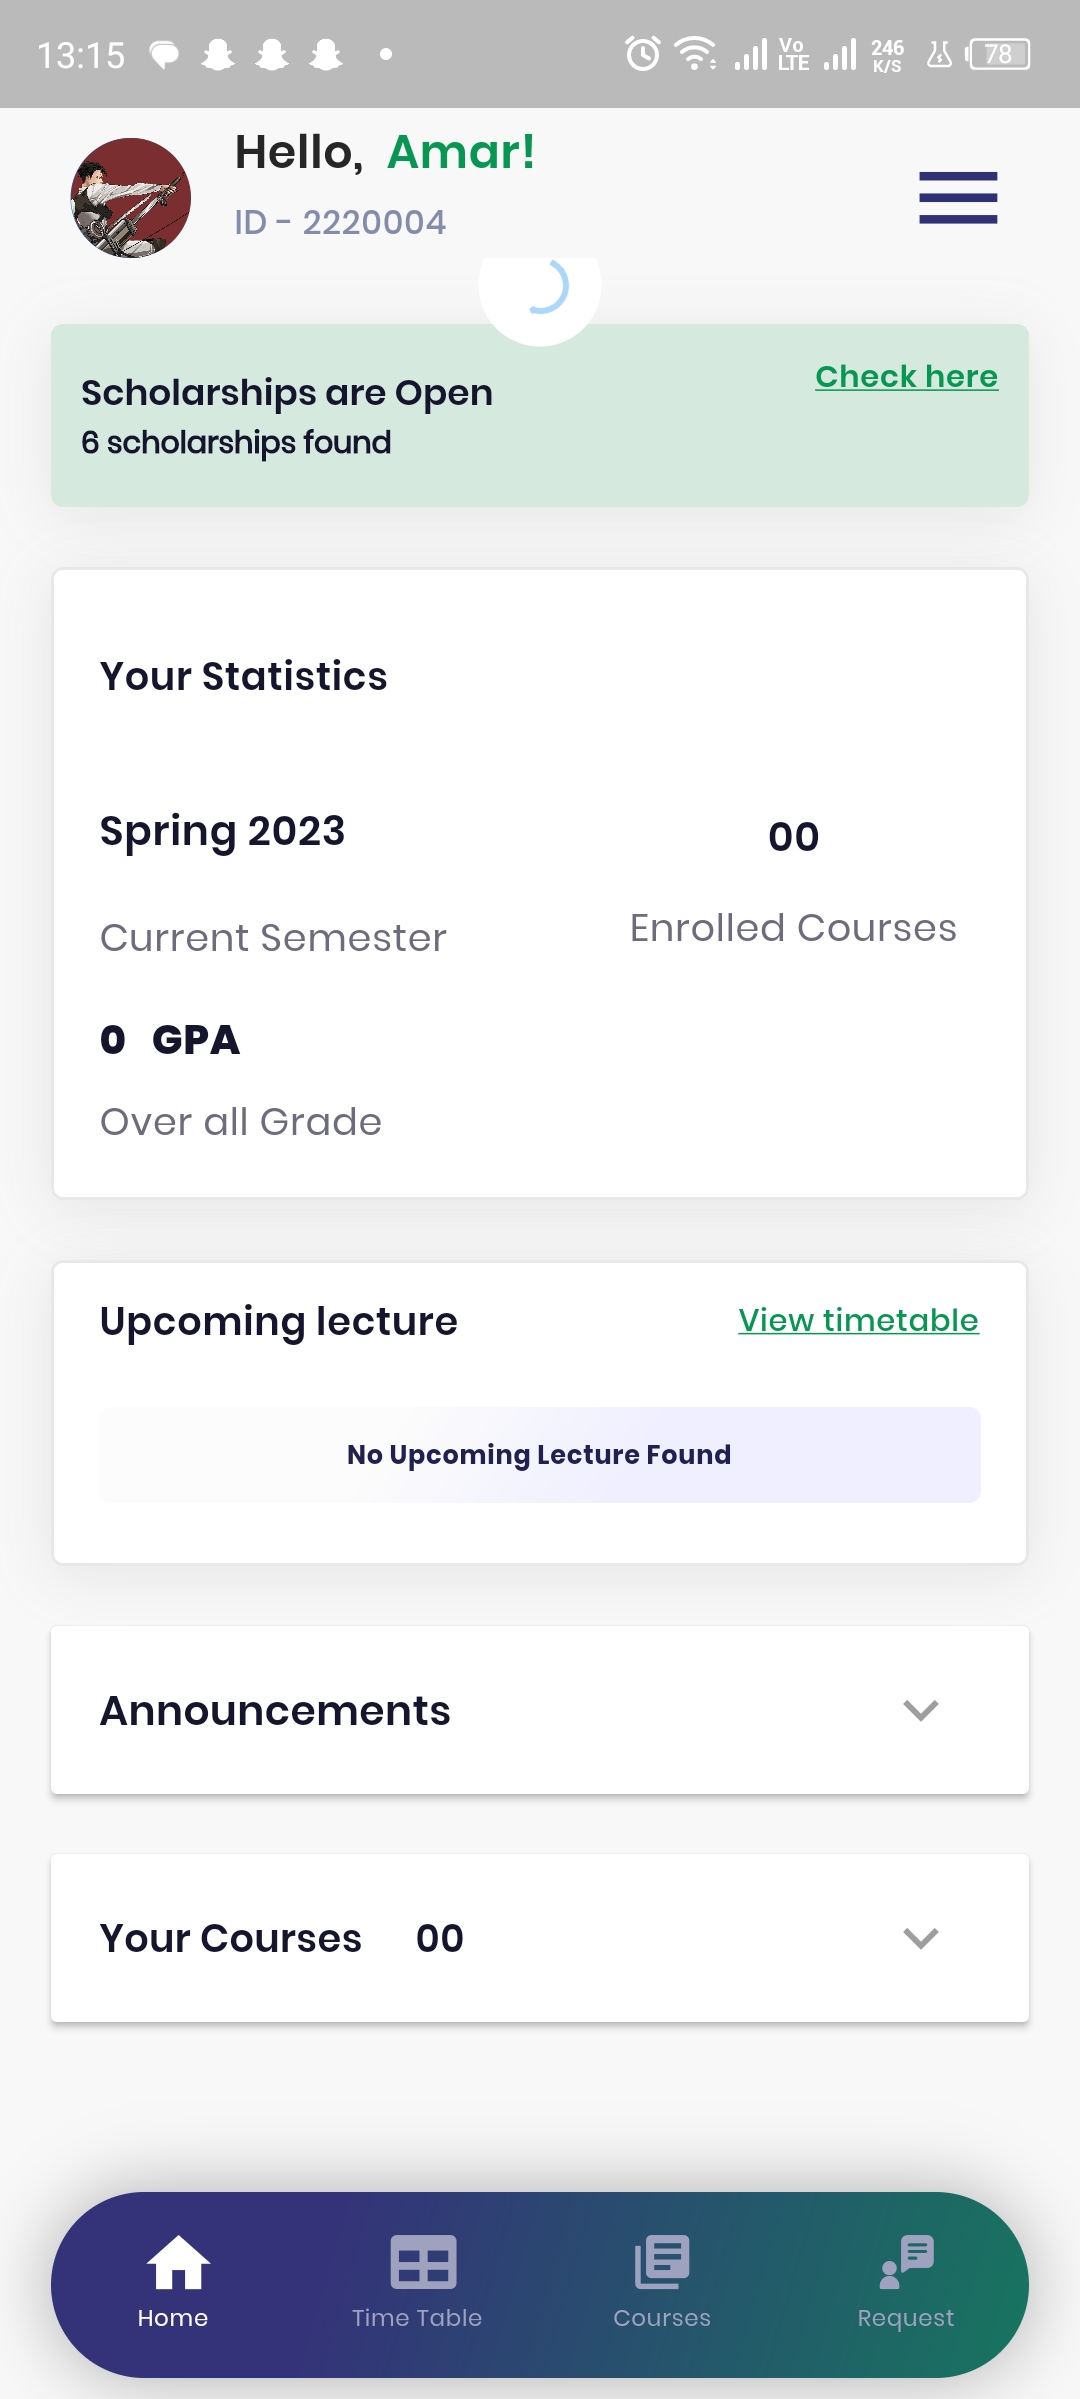 13:15 Vo LTE 246 K/S 78
Hello, Amar!
ID - 2220004
Scholarships are Open Check here
6 scholarships found
Your Statistics
Spring 2023 00
Current Semester Enrolled Courses
0 GPA
Over all Grade
Upcoming lecture View timetable
No Upcoming Lecture Found
Announcements
Your Courses 00
Home Time Table Courses Request